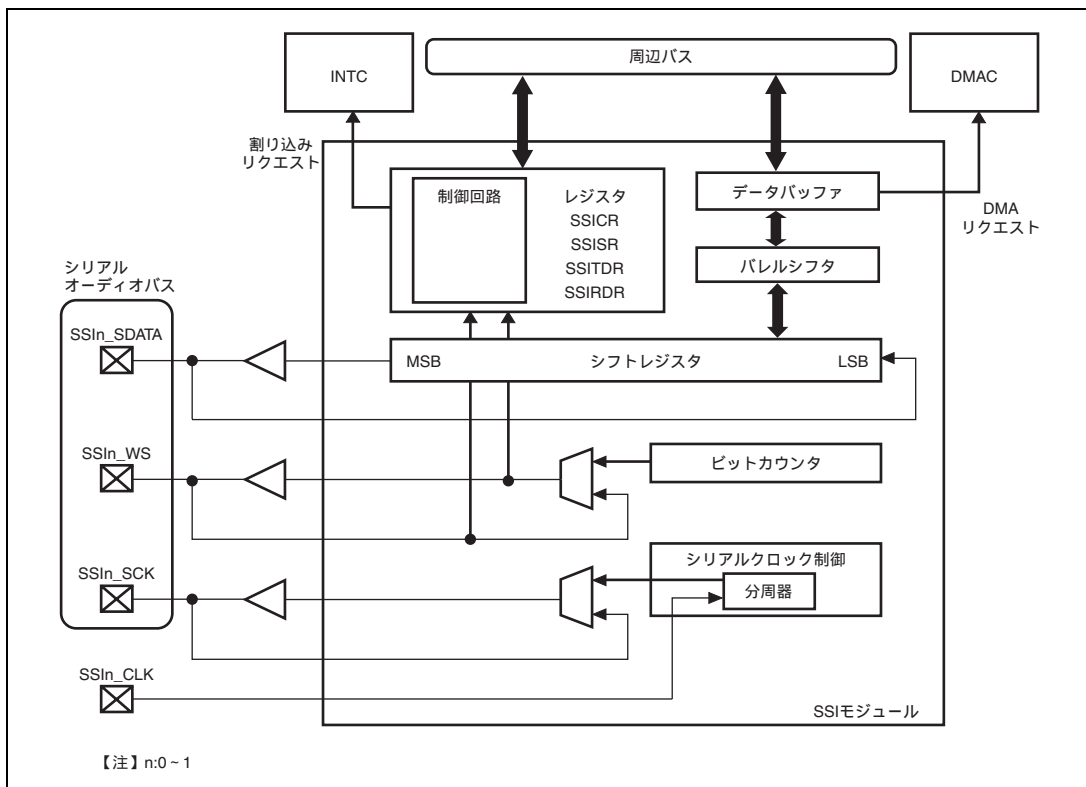 周辺バス
INTC
DMAC
割り込み
リクエスト
制御回路
レジスタ
SSICR
SSISR
SSITDR
SSIRDR
データバッファ
DMA
リクエスト
バレルシフタ
シリアル
オーディオバス
SSIn_SDATA
MSB
シフトレジスタ
LSB
SSIn_WS
ビットカウンタ
シリアルクロック制御
分周器
SSIn_SCK
SSIn_CLK
SSIモジュール
【注】n:0 ~ 1